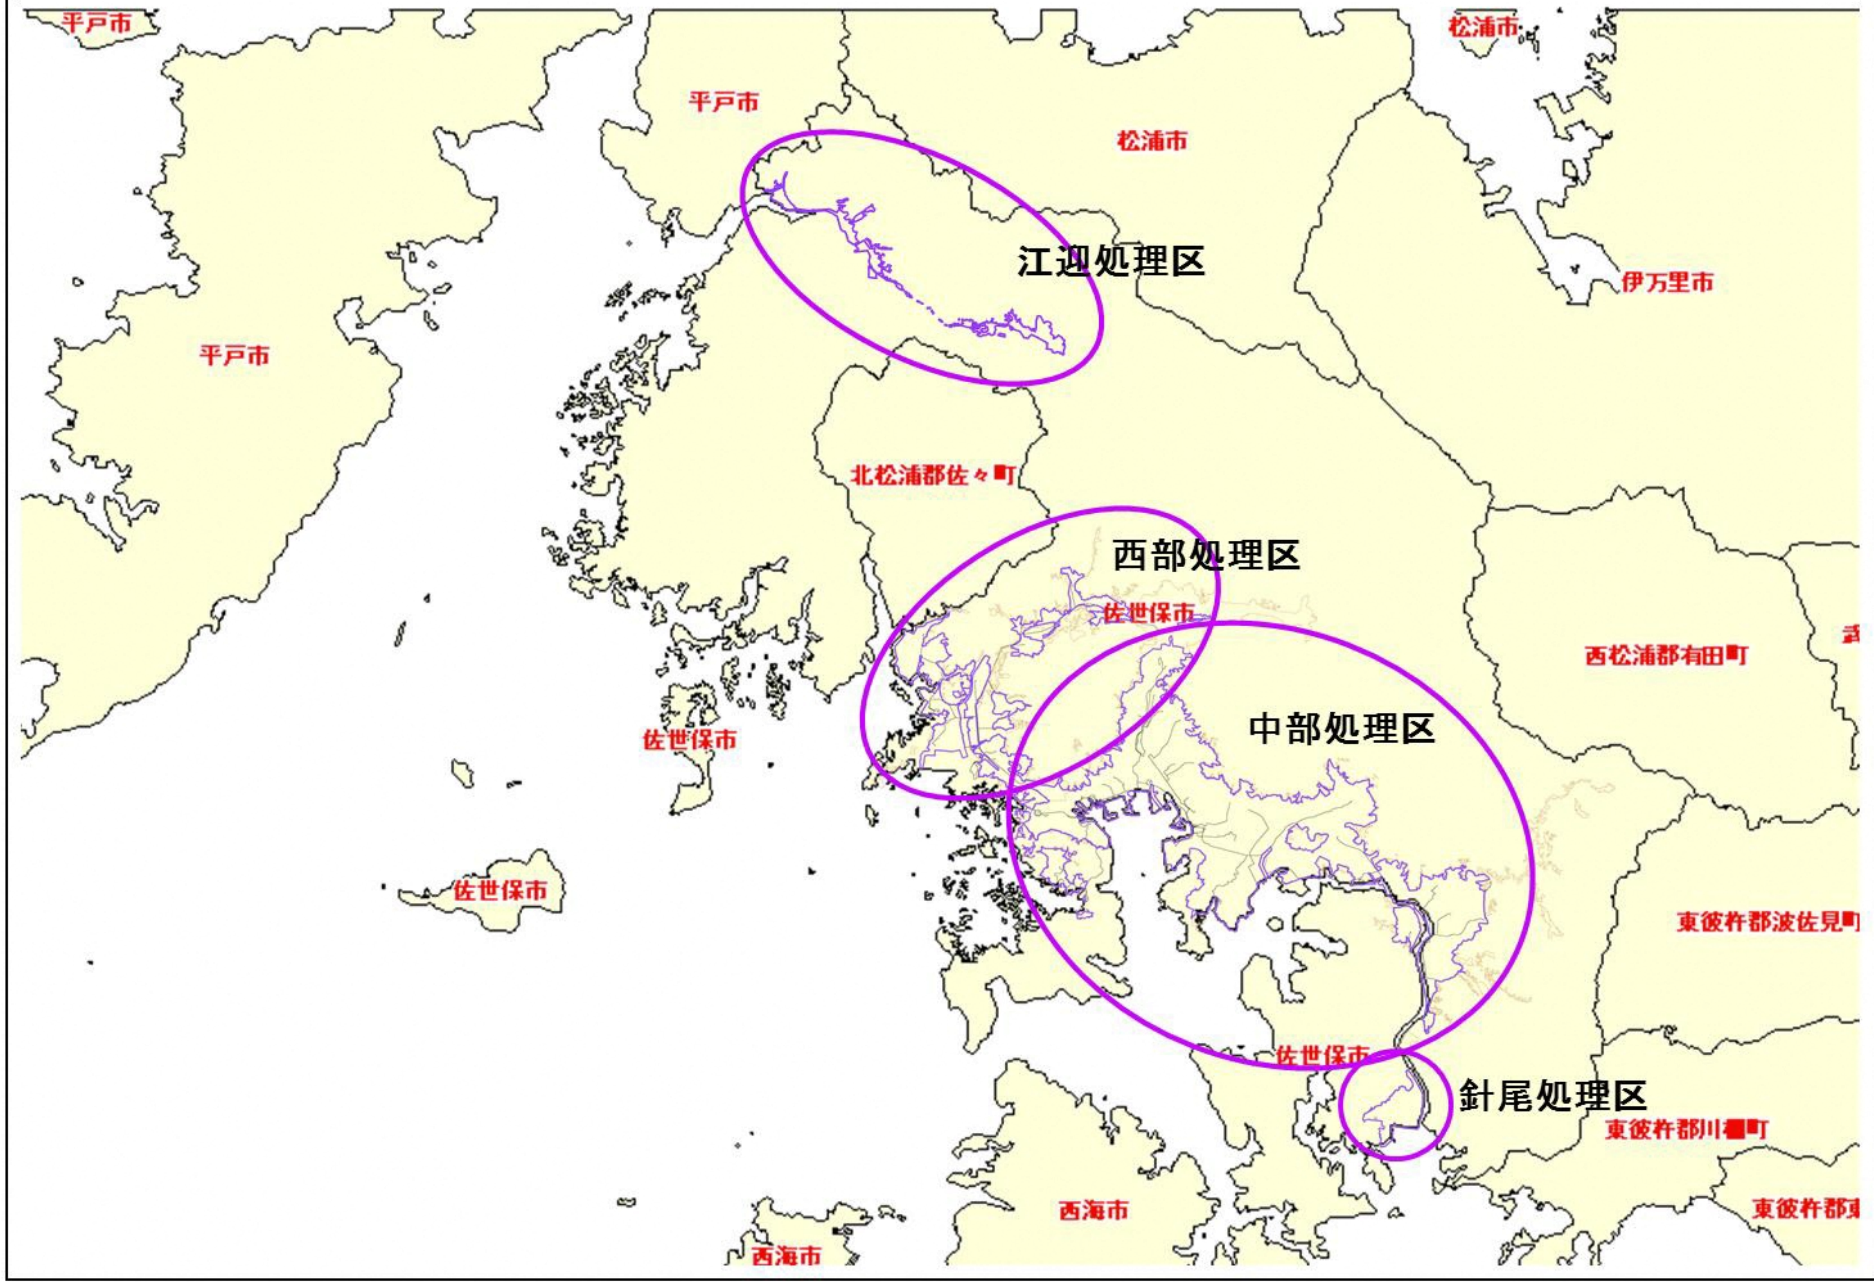 平戸市
松浦市
平戸市
松浦市
江迎処理区
伊万里市
平戸市
北松浦郡佐々町
西部処理区
佐世保市
西松浦郡有田町
中部処理区
佐世保市
佐世保市
東彼杵郡波佐見町
佐世保市
針尾処理区
東彼杵郡川棚町
西海市
東彼杵郡東
西海市